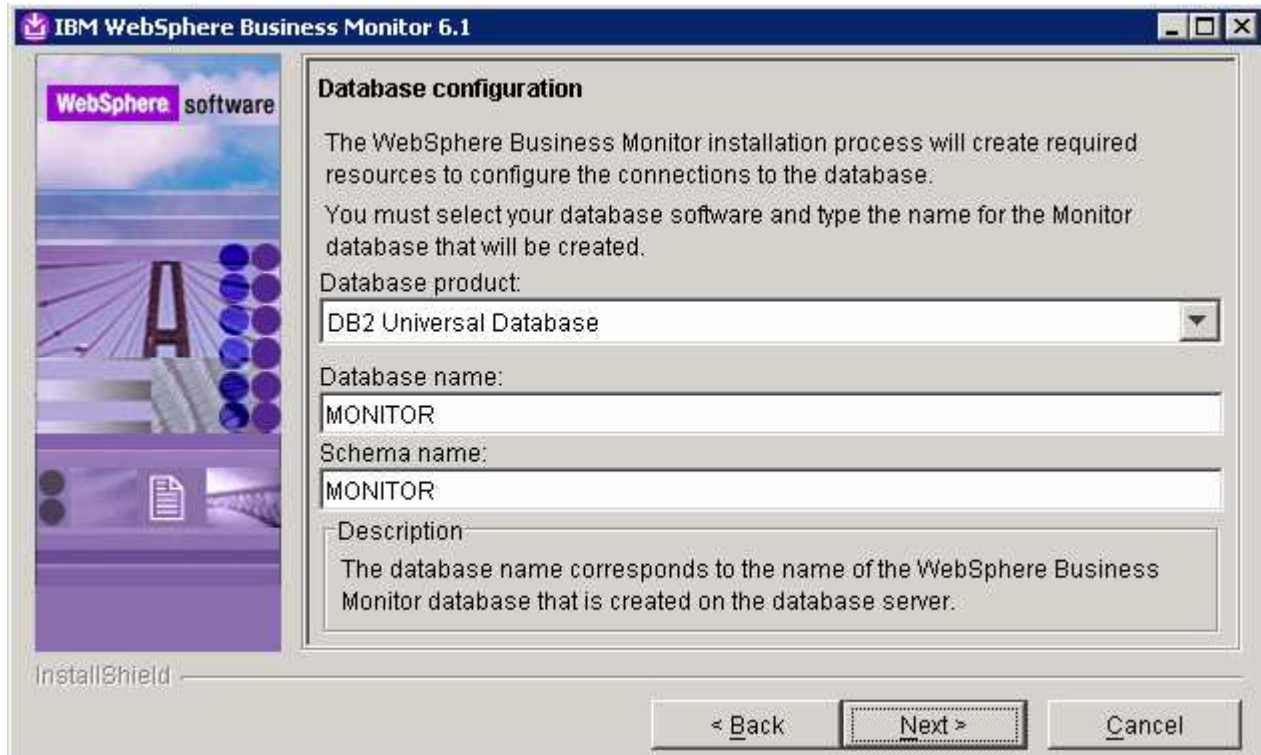 IBM WebSphere Business Monitor 6.1
WebSphere software
Database configuration
The WebSphere Business Monitor installation process will create required
resources to configure the connections to the database.
You must select your database software and type the name for the Monitor
database that will be created.
Database product:
DB2 Universal Database
Database name:
MONITOR
Schema name:
MONITOR
Description
The database name corresponds to the name of the WebSphere Business
Monitor database that is created on the database server.
InstallShield
< Back
Next >
Cancel